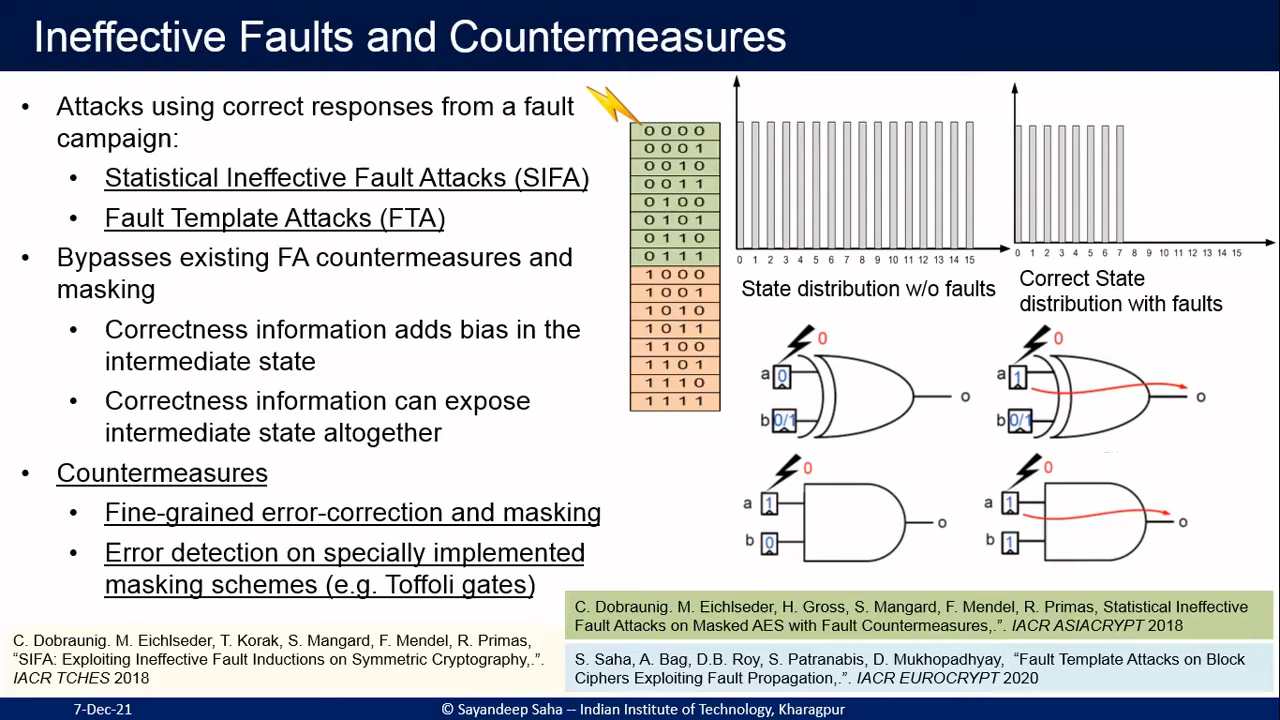 Ineffective Faults and Countermeasures
• Attacks using correct responses from a fault
campaign:
• Statistical Ineffective Fault Attacks (SIFA)
• Fault Template Attacks (FTA)
• Bypasses existing FA countermeasures and
masking
• Correctness information adds bias in the
intermediate state
• Correctness information can expose
intermediate state altogether
• Countermeasures
• Fine-grained error-correction and masking
• Error detection on specially implemented
masking schemes (e.g. Toffoli gates)
0 0 0 0
0 0 0 1
0 0 1 0
0 0 1 1
0 1 0 0
0 1 0 1
0 1 1 0
0 1 1 1
1 0 0 0
1 0 0 1
1 0 1 0
1 0 1 1
1 1 0 0
1 1 0 1
1 1 1 0
1 1 1 1
0 1 2 3 4 5 6 7 8 9 10 11 12 13 14 15
State distribution w/o faults
0 1 2 3 4 5 6 7 8 9 10 11 12 13 14 15
Correct State
distribution with faults
0
a 0
b 0/1
o
0
a 1
b 0/1
o
0
a 1
b 0
o
0
a 1
b 1
o
C. Dobraunig. M. Eichlseder, H. Gross, S. Mangard, F. Mendel, R. Primas, Statistical Ineffective
Fault Attacks on Masked AES with Fault Countermeasures,.”. IACR ASIACRYPT 2018
C. Dobraunig. M. Eichlseder, T. Korak, S. Mangard, F. Mendel, R. Primas,
“SIFA: Exploiting Ineffective Fault Inductions on Symmetric Cryptography,.”.
IACR TCHES 2018
S. Saha, A. Bag, D.B. Roy, S. Patranabis, D. Mukhopadhyay, “Fault Template Attacks on Block
Ciphers Exploiting Fault Propagation,.”. IACR EUROCRYPT 2020
7-Dec-21
© Sayandeep Saha -- Indian Institute of Technology, Kharagpur